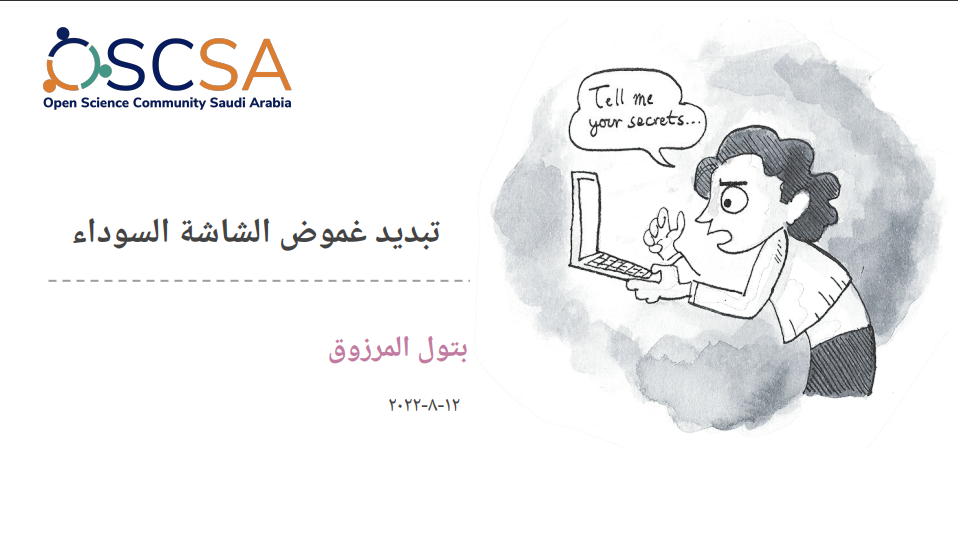 OSCSA
Open Science Community Saudi Arabia
Tell me
your secrets...
تبديد غموض الشاشة السوداء
بتول المرزوق
١٢-٨-٢٠٢٢